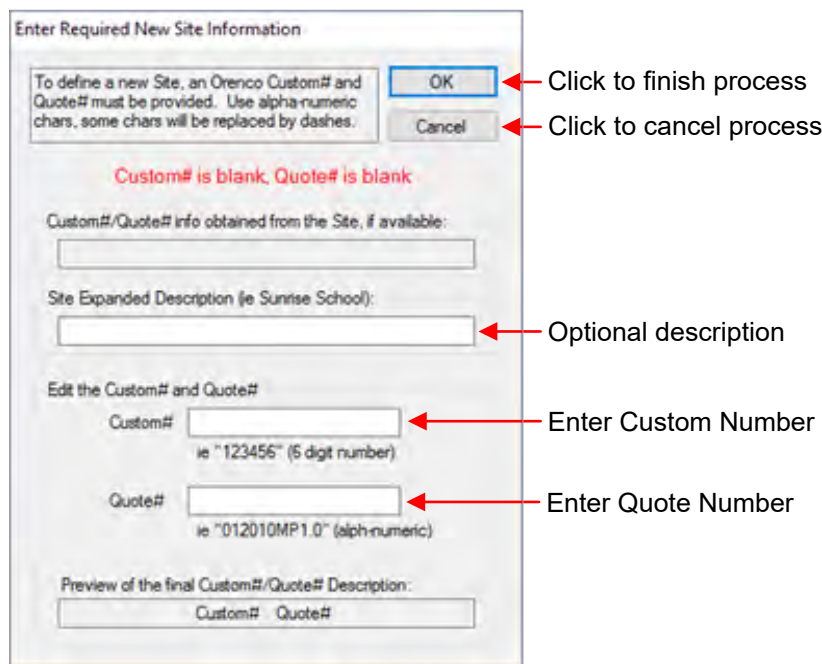 Enter Required New Site Information
To define a new Site, an Orenco Custom# and
Quote# must be provided.  Use alpha-numeric
chars, some chars will be replaced by dashes.
OK
Click to finish process
Cancel
Click to cancel process
Custom# is blank, Quote# is blank
Custom#/Quote# info obtained from the Site, if available:
Site Expanded Description (ie Sunrise School):
Optional description
Edit the Custom# and Quote#
Custom#
Enter Custom Number
ie "123456" (6 digit number)
Quote#
Enter Quote Number
ie "012010MP1.0" (alph-numeric)
Preview of the final Custom#/Quote# Description:
Custom#   Quote#